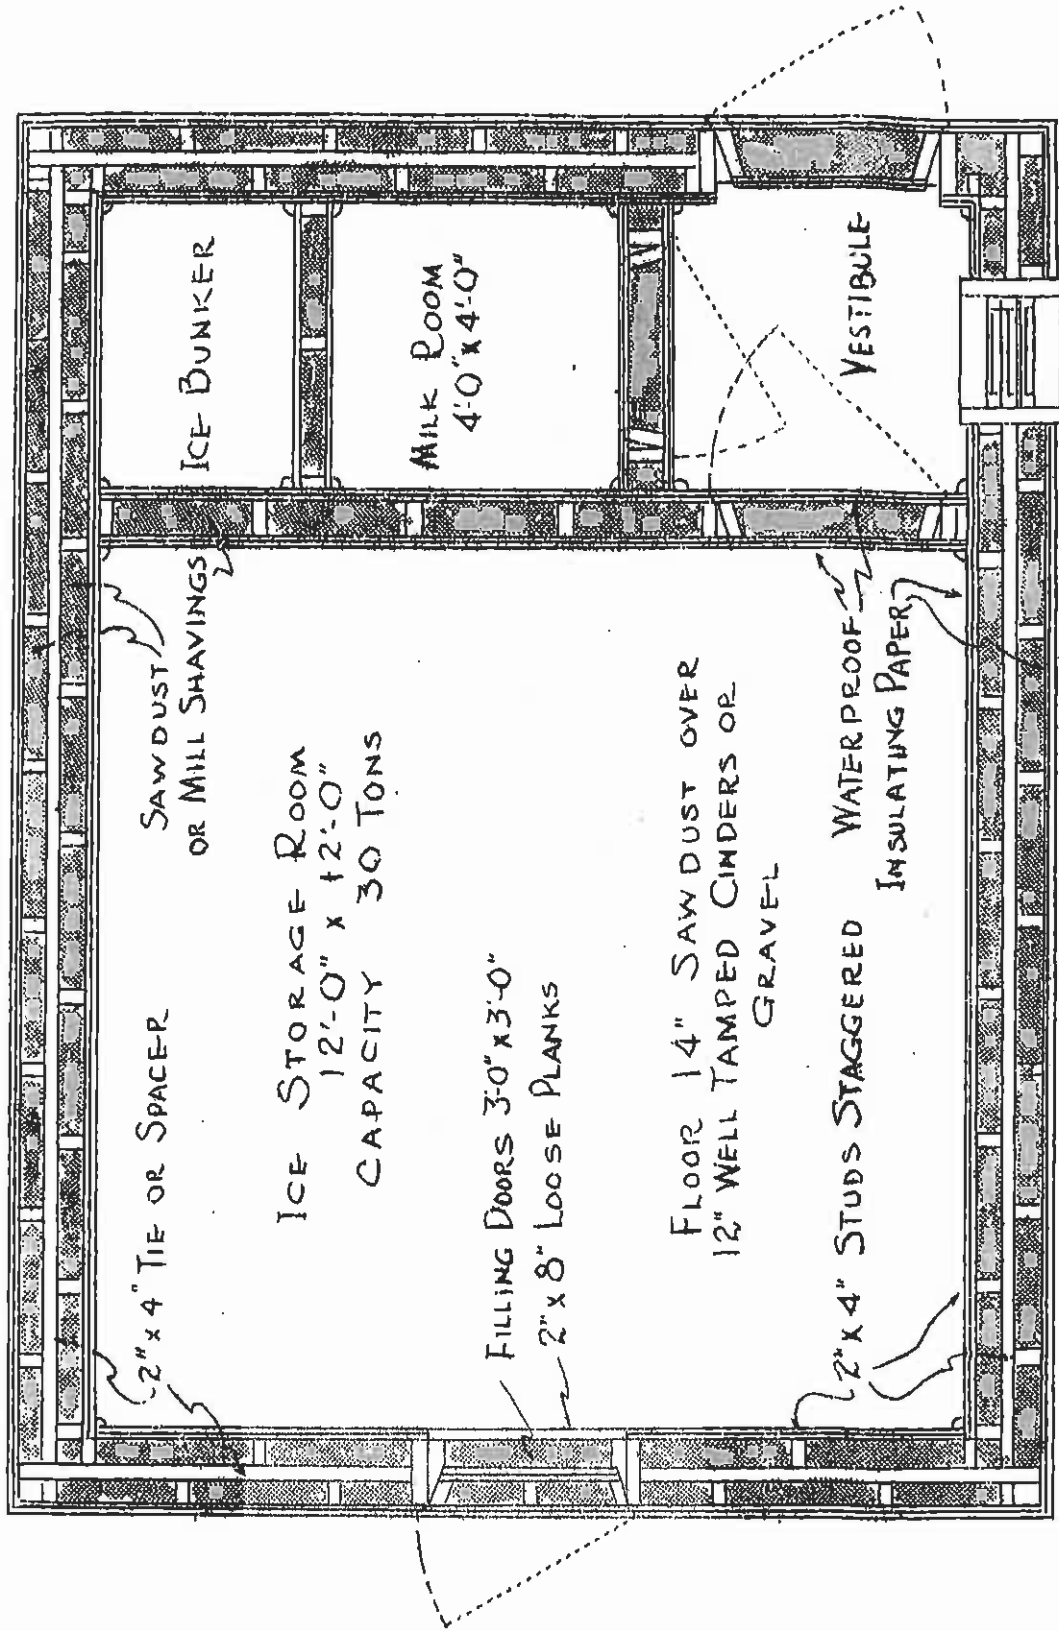 ICE BUNKER
MILK ROOM
4'-0" x 4'-0"
VESTIBULE
SAWDUST
OR MILL SHAVINGS
2" x 4" TIE OR SPACER
ICE STORAGE ROOM
12'-0" x 12'-0"
CAPACITY 30 TONS
FILLING DOORS 3'-0" x 3'-0"
2" x 8" LOOSE PLANKS
FLOOR 14" SAWDUST OVER
12" WELL TAMPED CINDERS OR
GRAVEL
2" x 4" STUDS STAGGERED
WATERPROOF
INSULATING PAPER